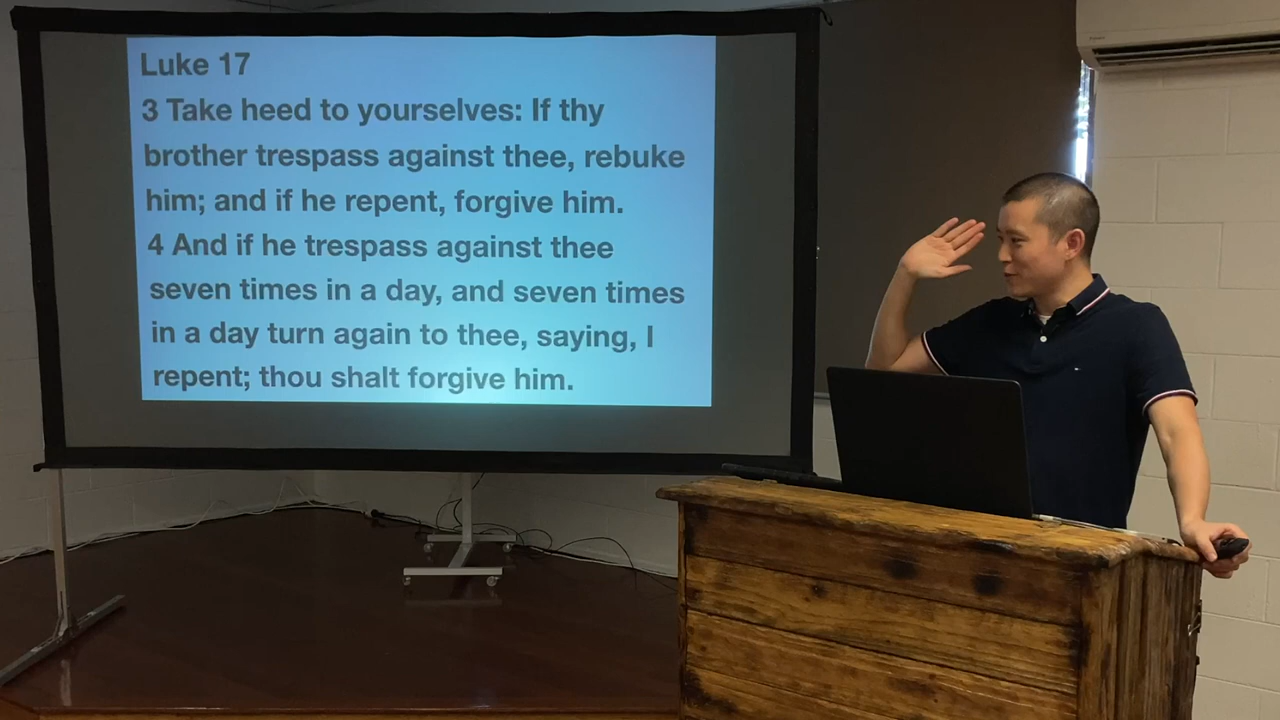 Luke 17
3 Take heed to yourselves: If thy
brother trespass against thee, rebuke
him; and if he repent, forgive him.
4 And if he trespass against thee
seven times in a day, and seven times
in a day turn again to thee, saying, I
repent; thou shalt forgive him.